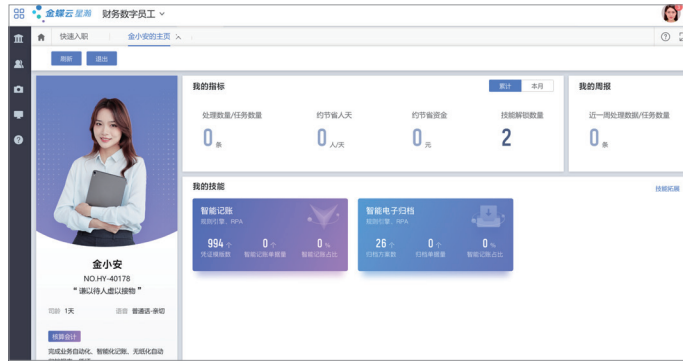 金蝶云 星瀚 财务数字员工
快速入职 金小安的主页
刷新 退出
金小安
NO.HY-40178
“ 谦以待人虚以接物 ”
司龄 1天 语音 普通话-亲切
核算会计
完成业务自动化、智能化记账、无纸化自动
我的指标 累计 本月
处理数量/任务数量 约节省人天 约节省资金 技能解锁数量
0 条 0 人/天 0 元 2
我的周报
近一周处理数据/任务数量
0 条
我的技能 技能拓展
智能记账
规则引擎、RPA
994 个 0 个 0 %
凭证模版数 智能记账单据量 智能记账占比
智能电子归档
规则引擎、RPA
26 个 0 个 0 %
归档方案数 归档单据量 智能记账占比